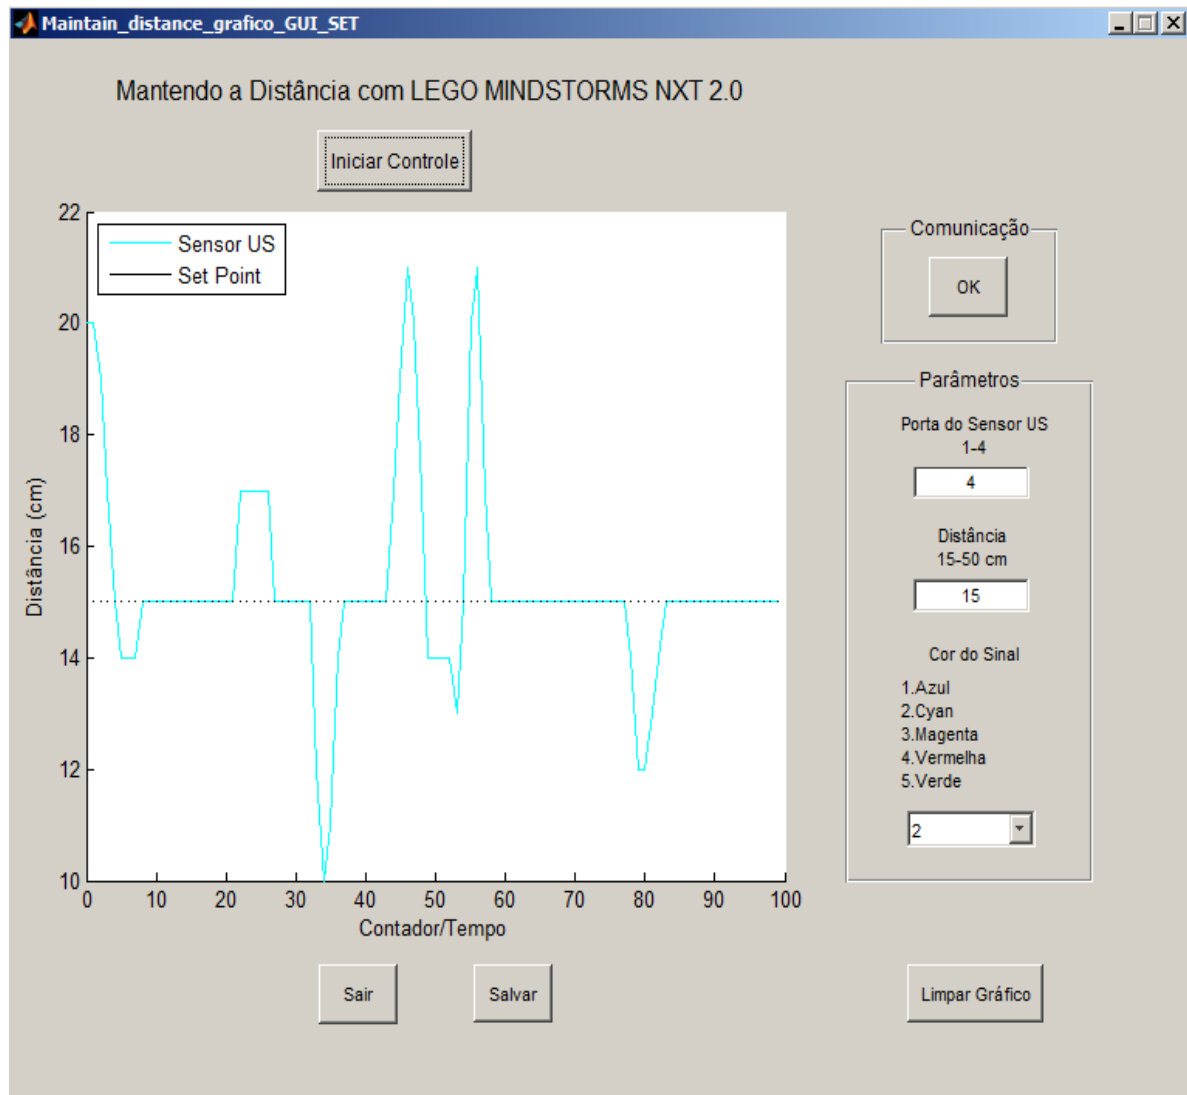 Maintain_distance_grafico_GUI_SET
Mantendo a Distância com LEGO MINDSTORMS NXT 2.0
Iniciar Controle
22
20
18
16
14
12
10
Distância (cm)
Sensor US
Set Point
0 10 20 30 40 50 60 70 80 90 100
Contador/Tempo
Comunicação
OK
Parâmetros
Porta do Sensor US
1-4
4
Distância
15-50 cm
15
Cor do Sinal
1.Azul
2.Cyan
3.Magenta
4.Vermelha
5.Verde
2
Sair
Salvar
Limpar Gráfico